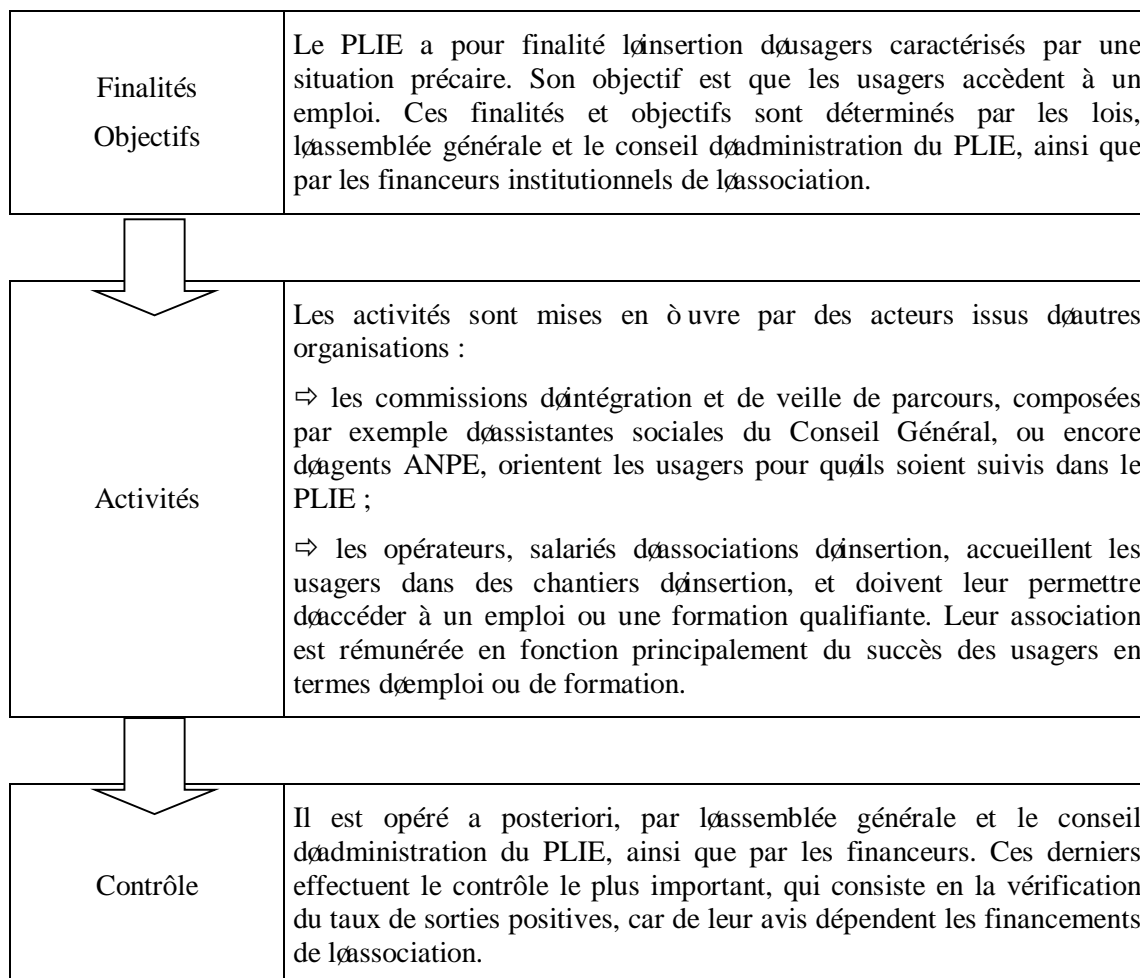 Finalités
Objectifs
Le PLIE a pour finalité løinsertion døusagers caractérisés par une
situation précaire. Son objectif est que les usagers accèdent à un
emploi. Ces finalités et objectifs sont déterminés par les lois,
løassemblée générale et le conseil døadministration du PLIE, ainsi que
par les financeurs institutionnels de løassociation.
Activités
Les activités sont mises en ò uvre par des acteurs issus døautres
organisations :
⇨ les commissions døintégration et de veille de parcours, composées
par exemple døassistantes sociales du Conseil Général, ou encore
døagents ANPE, orientent les usagers pour quøils soient suivis dans le
PLIE ;
⇨ les opérateurs, salariés døassociations døinsertion, accueillent les
usagers dans des chantiers døinsertion, et doivent leur permettre
døaccéder à un emploi ou une formation qualifiante. Leur association
est rémunérée en fonction principalement du succès des usagers en
termes døemploi ou de formation.
Contrôle
Il est opéré a posteriori, par løassemblée générale et le conseil
døadministration du PLIE, ainsi que par les financeurs. Ces derniers
effectuent le contrôle le plus important, qui consiste en la vérification
du taux de sorties positives, car de leur avis dépendent les financements
de løassociation.